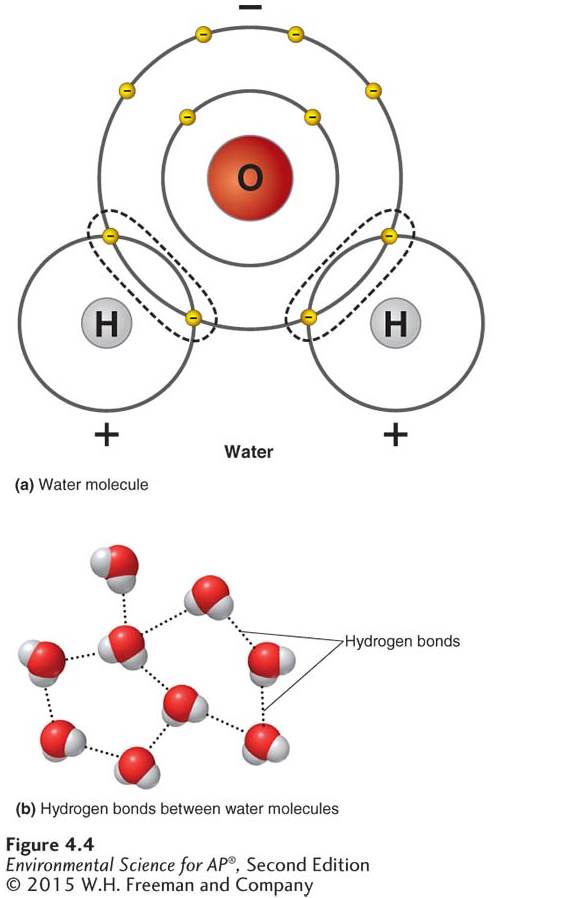 −
− −
− −
− −
O
− −
− −
H H
+ +
Water
(a) Water molecule
Hydrogen bonds
(b) Hydrogen bonds between water molecules
Figure 4.4
Environmental Science for AP®, Second Edition
© 2015 W.H. Freeman and Company